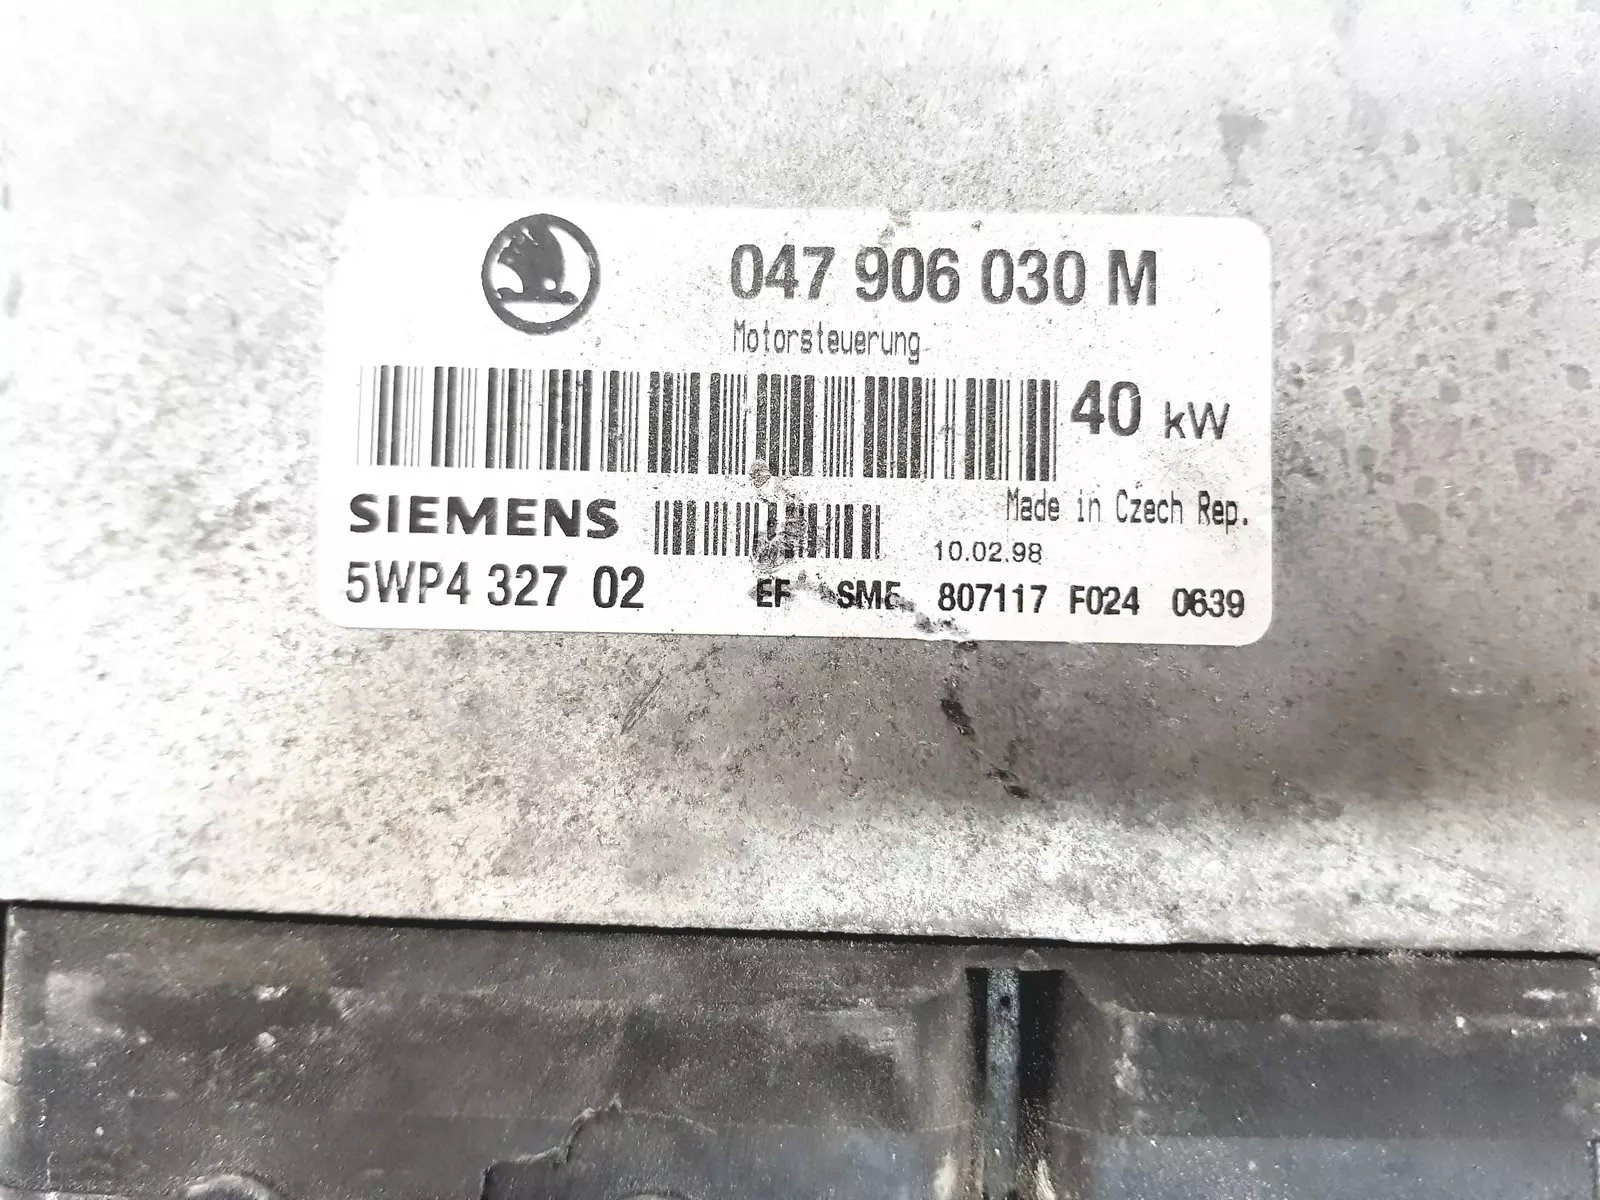 047 906 030 M
Motorsteuerung
40 kW
SIEMENS
Made in Czech Rep.
10.02.98
5WP4 327 02
EF 807117 F024 0639